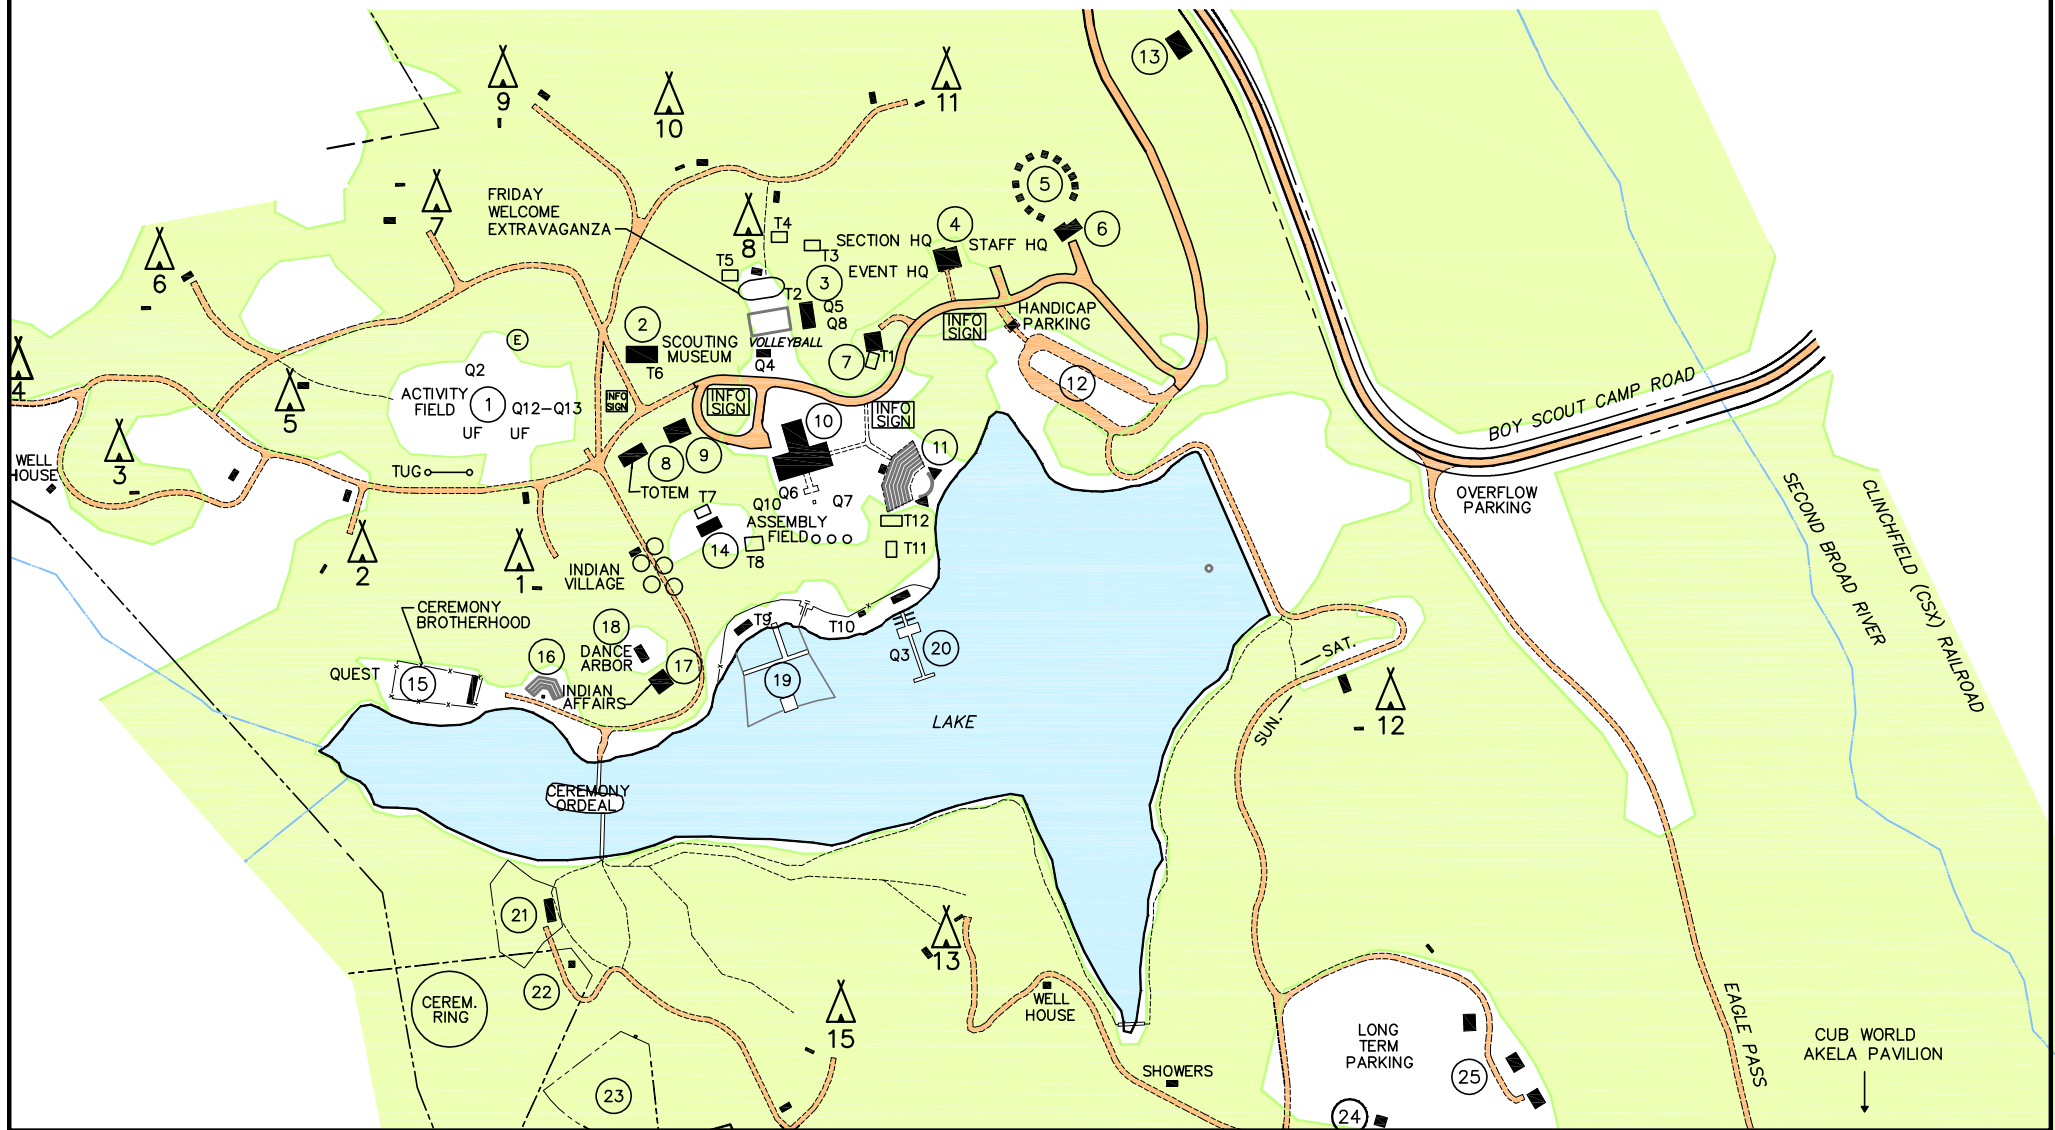 13
9
10
11
5
7
FRIDAY
WELCOME
EXTRAVAGANZA
8
T4
T3
SECTION HQ
4
STAFF HQ
6
EVENT HQ
6
T5
3
T2
Q5
Q8
HANDICAP
PARKING
INFO
SIGN
2
SCOUTING
MUSEUM
T6
VOLLEYBALL
Q4
7
T1
E
Q2
4
5
ACTIVITY
FIELD
1
Q12-Q13
UF UF
INFO
SIGN
INFO
SIGN
INFO
SIGN
12
BOY SCOUT CAMP ROAD
3
WELL
HOUSE
TUG
10
11
8
9
TOTEM
Q6
Q7
T7
Q10
ASSEMBLY
FIELD
T12
T11
14
T8
OVERFLOW
PARKING
SECOND BROAD RIVER
CLINCHFIELD (CSX) RAILROAD
2
1
INDIAN
VILLAGE
CEREMONY
BROTHERHOOD
18
DANCE
ARBOR
T9
T10
16
17
QUEST
15
INDIAN
AFFAIRS
19
Q3
20
SAT.
SUN.
12
LAKE
CEREMONY
ORDEAL
21
22
CEREM.
RING
13
15
WELL
HOUSE
23
SHOWERS
LONG
TERM
PARKING
25
24
EAGLE PASS
CUB WORLD
AKELA PAVILION